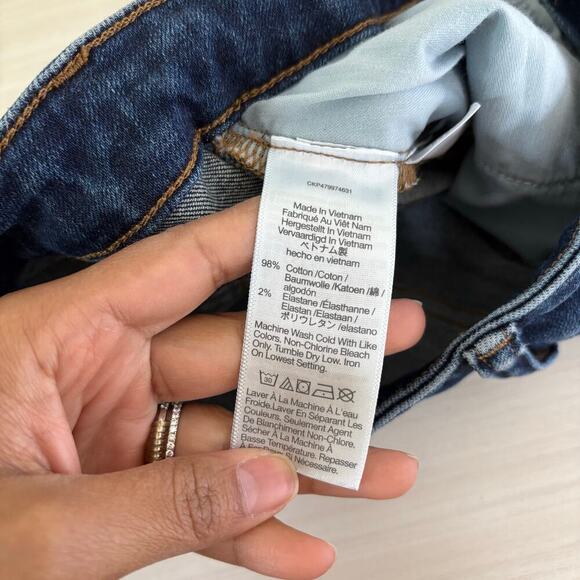 CKP479974631
Made In Vietnam
Fabriqué Au Viêt Nam
Hergestellt In Vietnam
Vervaardigd In Vietnam
ベトナム製
hecho en vietnam
98% Cotton /Coton /
Baumwolle /Katoen /綿 /
algodón
2% Elastane /Élasthanne /
Elastan /Elastaan /
ポリウレタン /elastano
Machine Wash Cold With Like
Colors. Non-Chlorine Bleach
Only. Tumble Dry Low. Iron
On Lowest Setting.
30
Laver À La Machine À L'eau
Froide.Laver En Séparant Les
Couleurs. Seulement Agent
De Blanchiment Non-Chlore.
Sécher À La Machine À
Basse Température. Repasser
Si Nécessaire.